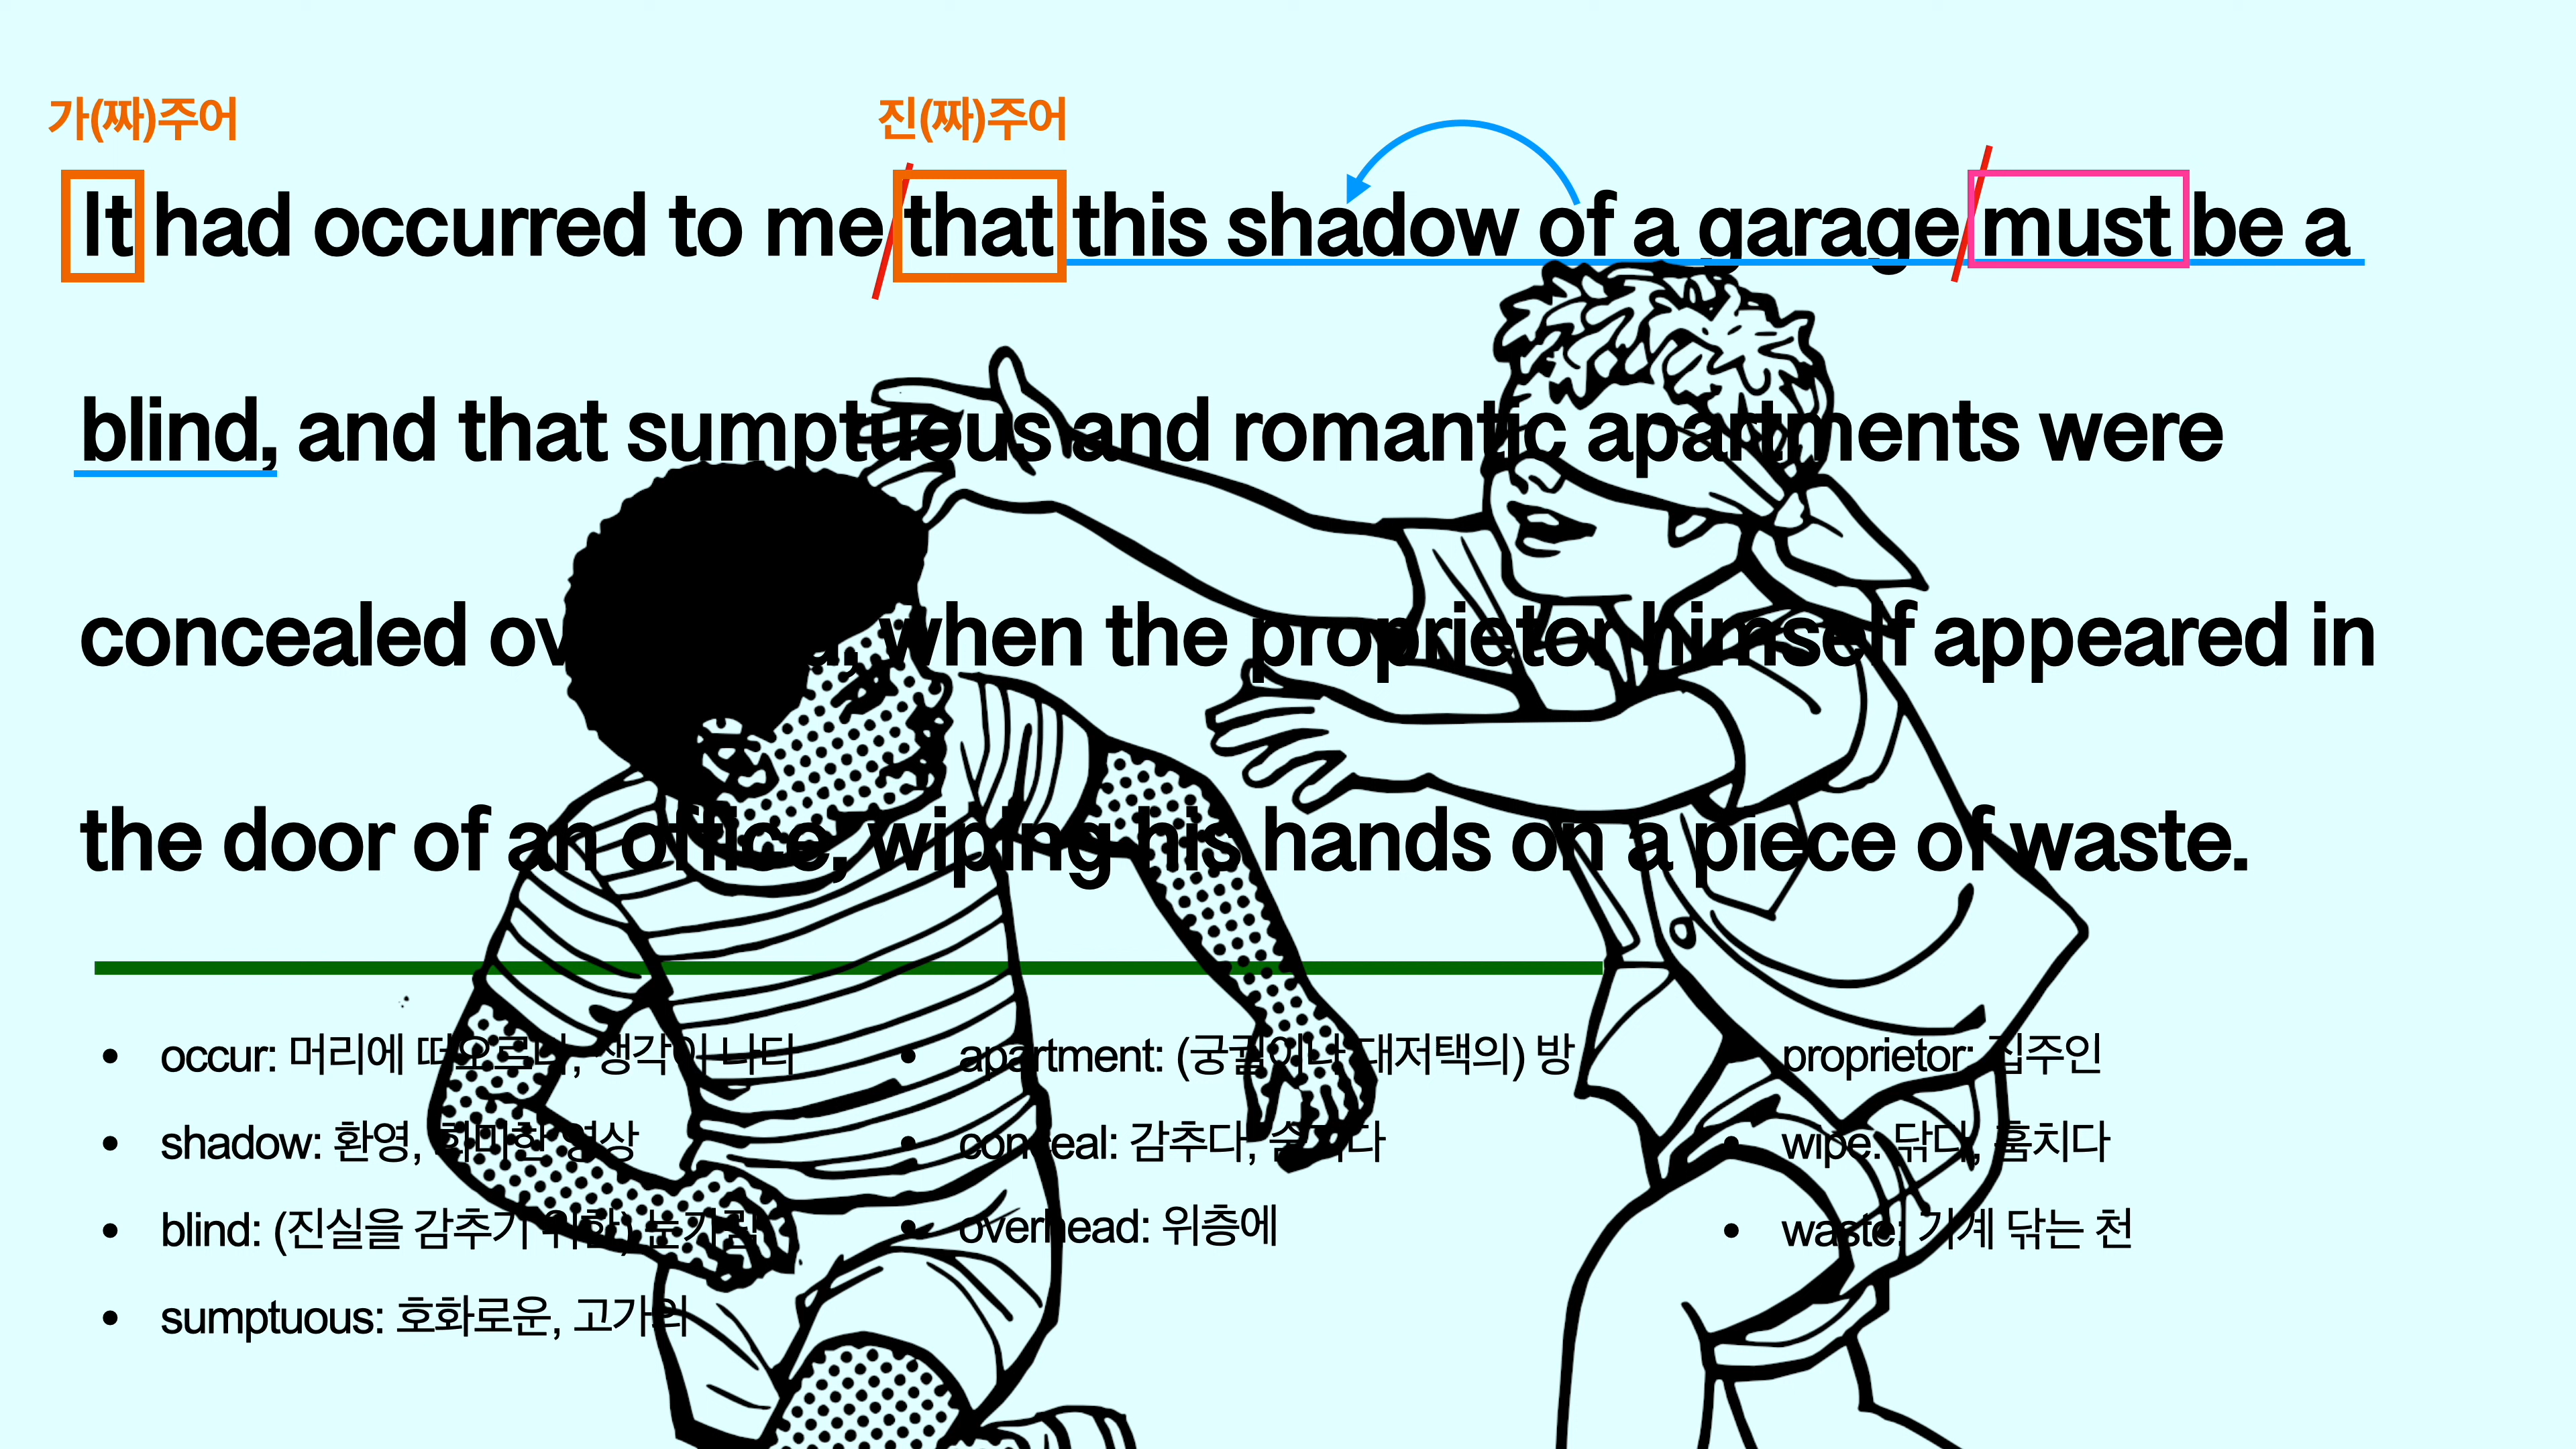 가(짜)주어 진(짜)주어
It had occurred to me that this shadow of a garage must be a
blind, and that sumptuous and romantic apartments were
concealed overhead, when the proprietor himself appeared in
the door of an office, wiping his hands on a piece of waste.
• occur: 머리에 떠오르다, 생각이 나다
• shadow: 환영, 희미한 영상
• blind: (진실을 감추기 위한) 눈가림
• sumptuous: 호화로운, 고가의
• apartment: (궁궐이나 대저택의) 방
• conceal: 감추다, 숨기다
• overhead: 위층에
proprietor: 집주인
• wipe: 닦다, 훔치다
• waste: 기계 닦는 천